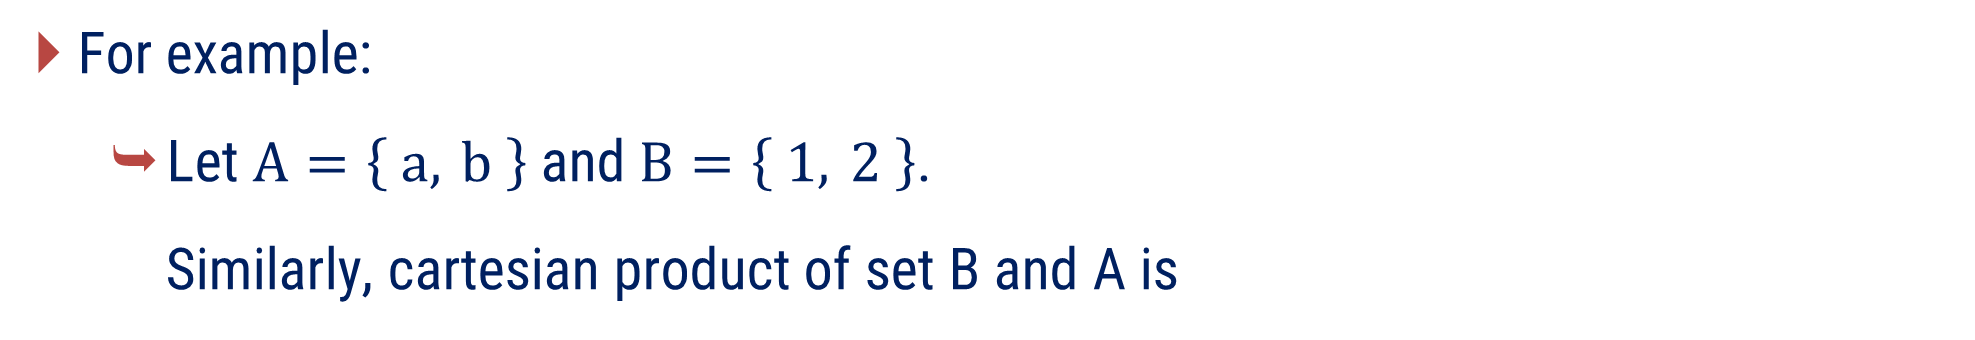 For example:
Let A = { a, b } and B = { 1, 2 }.
Similarly, cartesian product of set B and A is